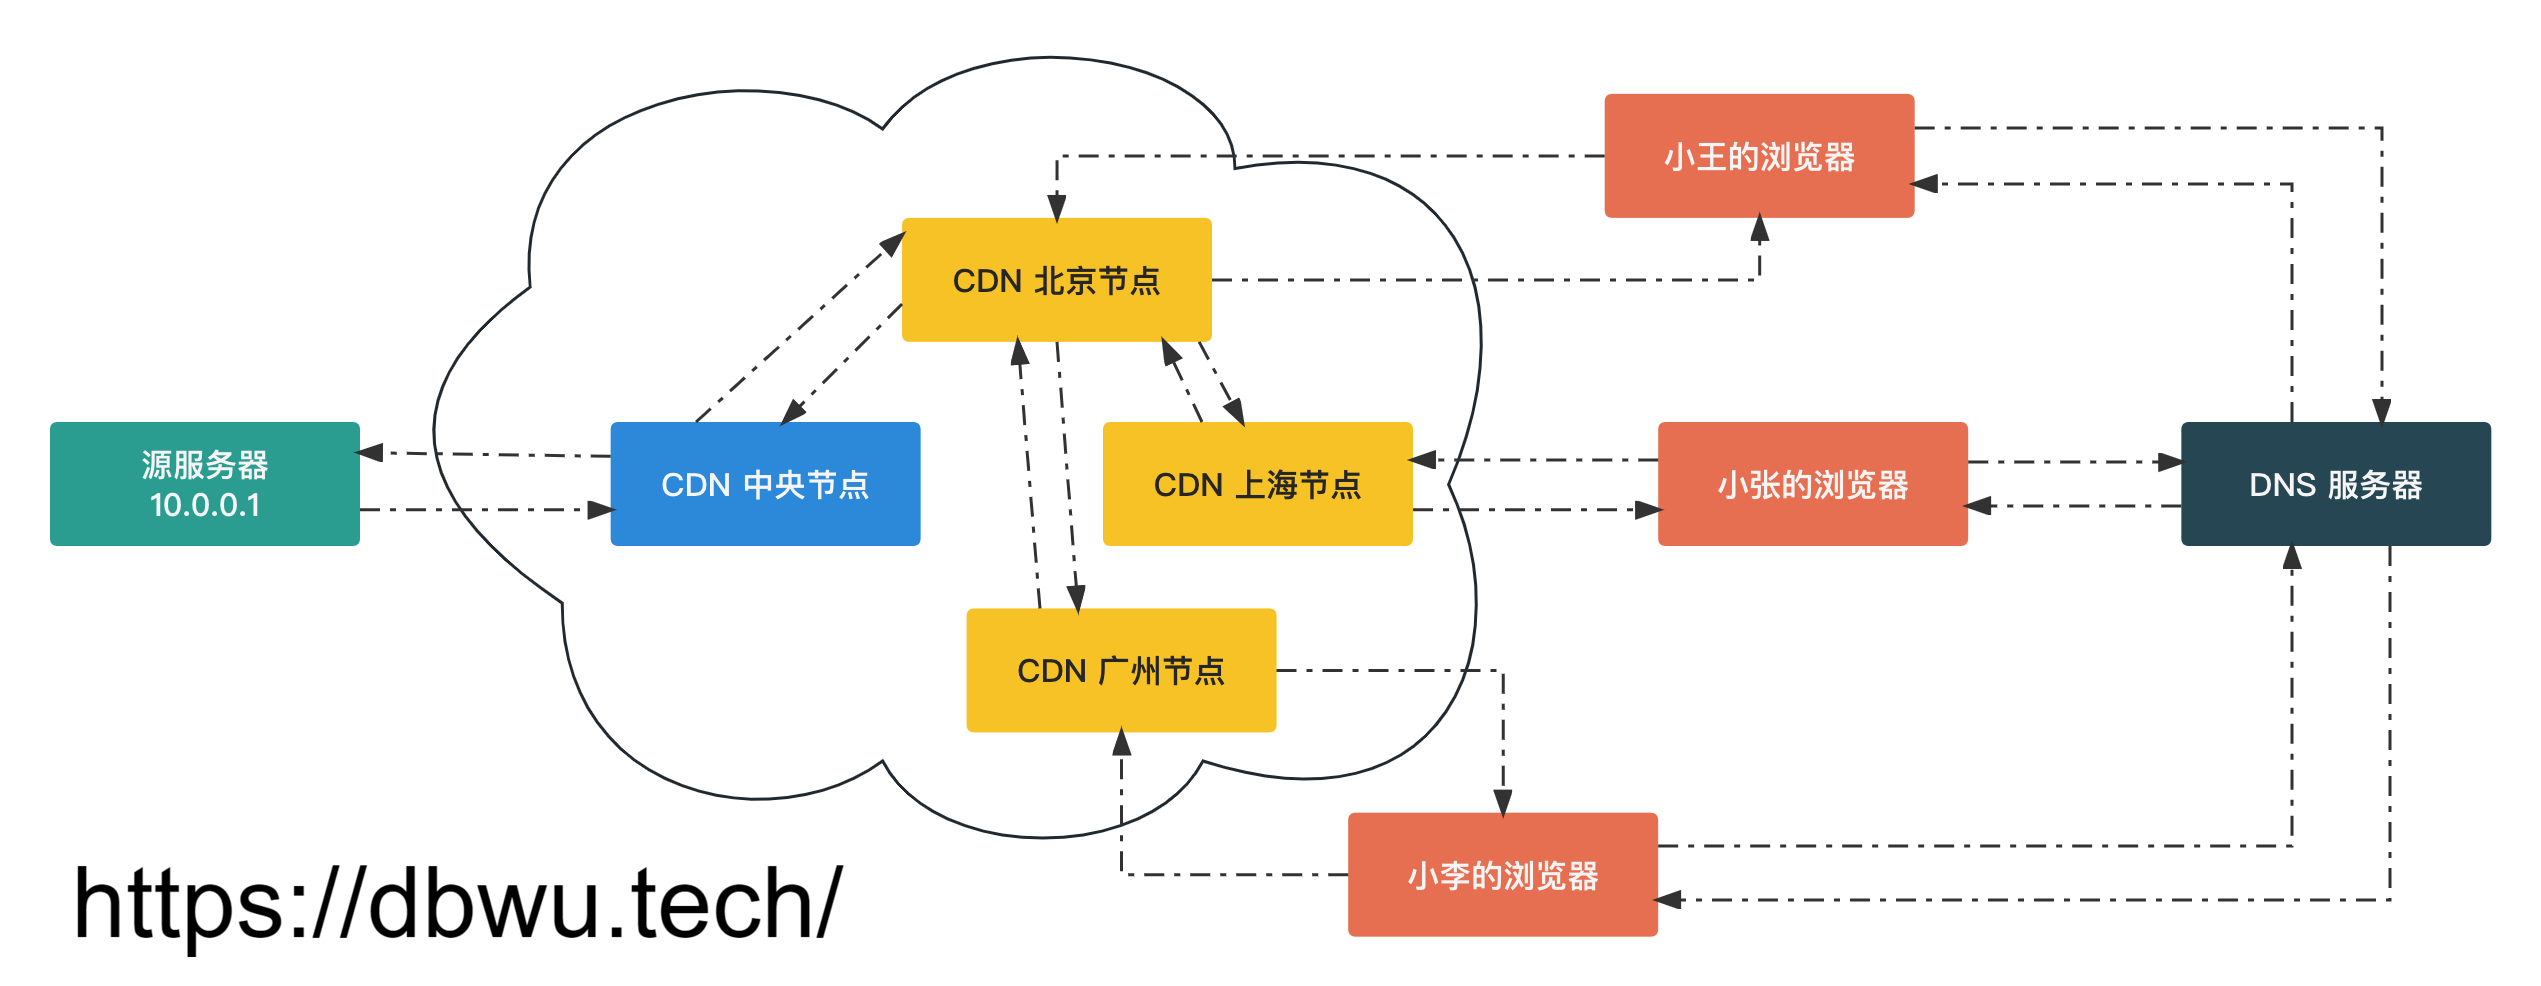 小王的浏览器
CDN 北京节点
源服务器
10.0.0.1
CDN 中央节点
CDN 上海节点
小张的浏览器
DNS 服务器
CDN 广州节点
小李的浏览器
https://dbwu.tech/